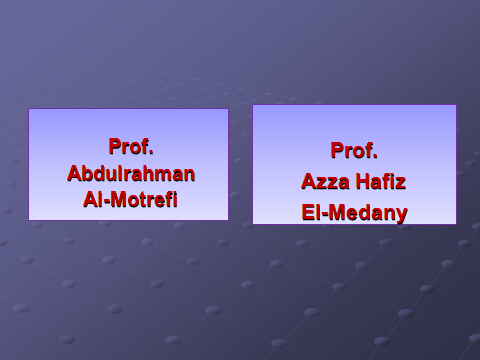 Prof.
Abdulrahman
Al-Motrefi
Prof.
Azza Hafiz
El-Medany